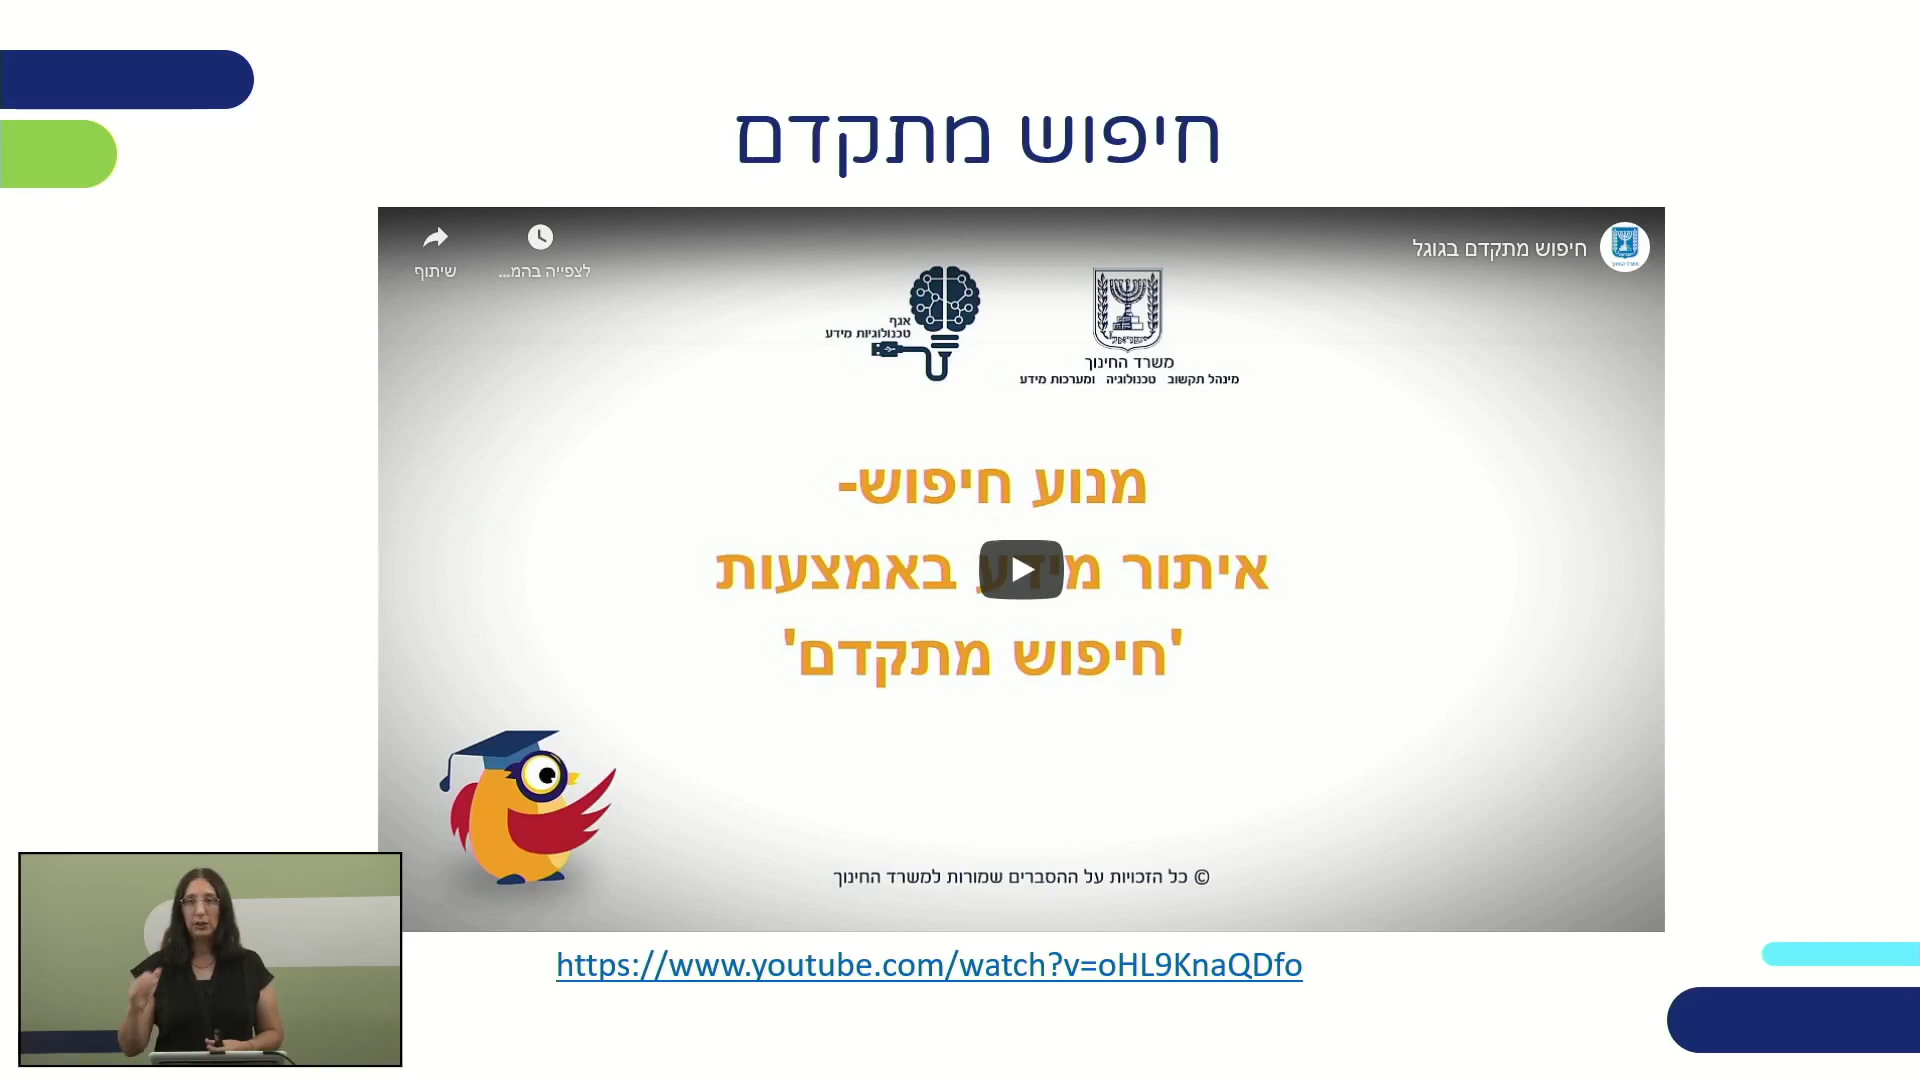 חיפוש מתקדם
חיפוש מתקדם בגוגל
לצפייה בהמ...
שיתוף
אגף
טכנולוגיות מידע
משרד החינוך
מינהל תקשוב טכנולוגיה ומערכות מידע
מנוע חיפוש-
איתור מידע באמצעות
'חיפוש מתקדם'
© כל הזכויות על ההסברים שמורות למשרד החינוך
https://www.youtube.com/watch?v=oHL9KnaQDfo